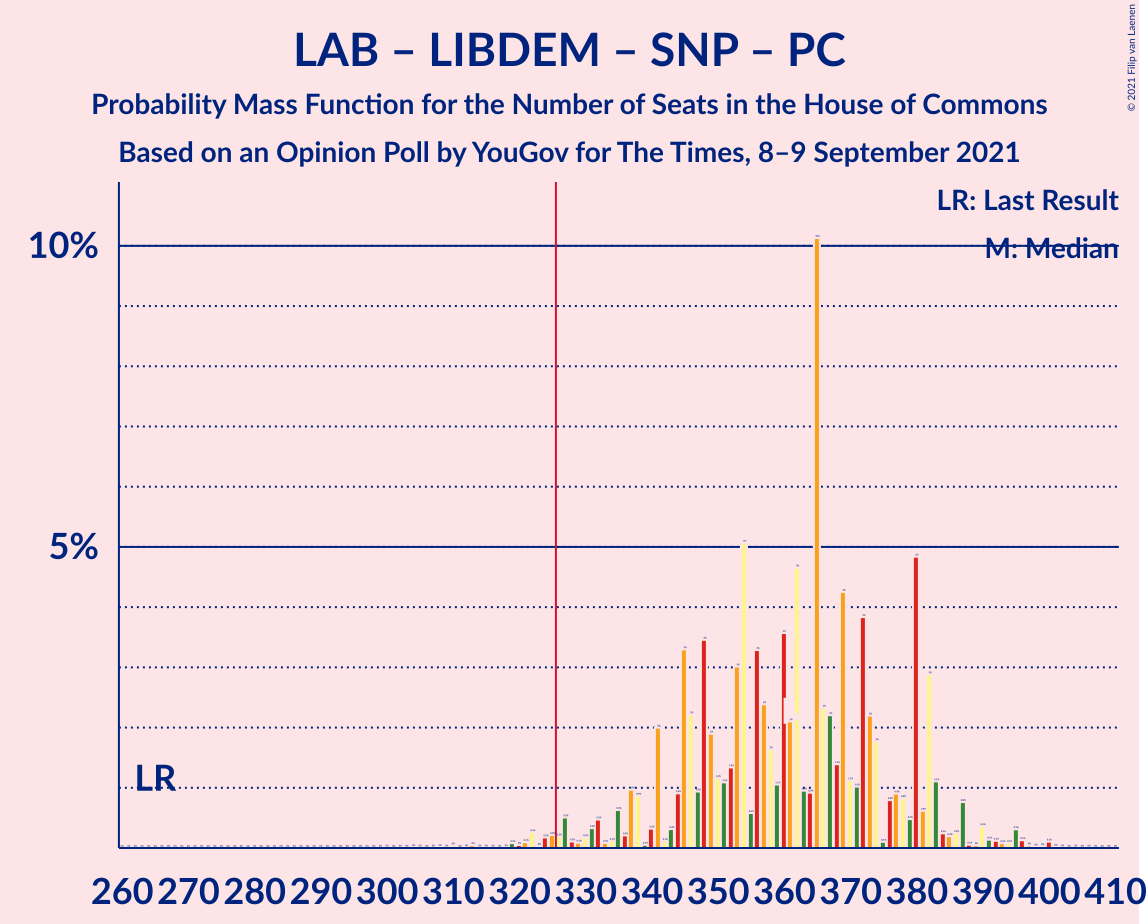 LAB – LIBDEM – SNP – PC
Probability Mass Function for the Number of Seats in the House of Commons
Based on an Opinion Poll by YouGov for The Times, 8–9 September 2021
© 2021 Filip van Laenen
LR: Last Result
M: Median
10%
5%
LR
260 270 280 290 300 310 320 330 340 350 360 370 380 390 400 410